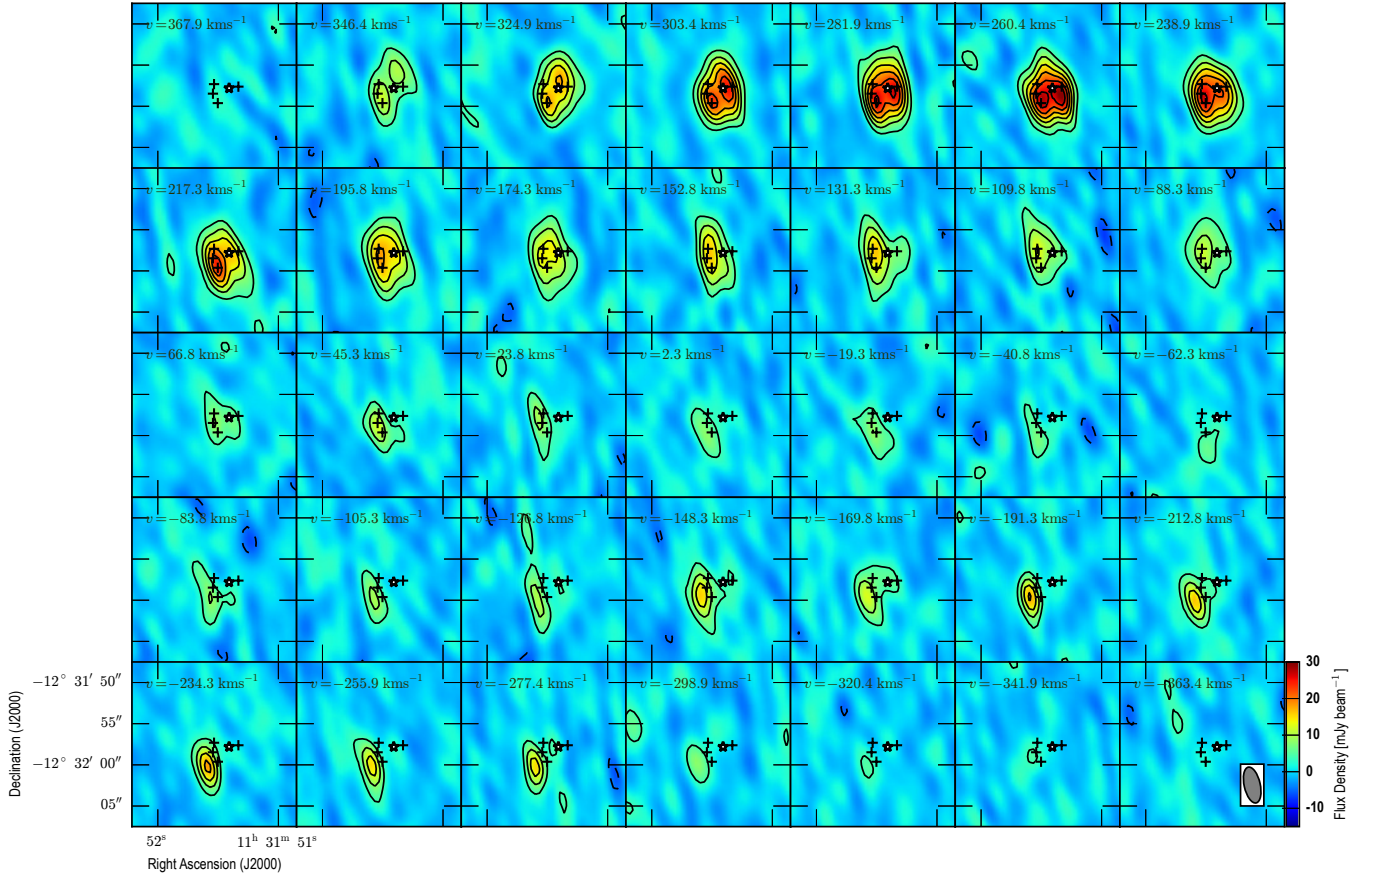 v=367.9 kms⁻¹ v=346.4 kms⁻¹ v=324.9 kms⁻¹ v=303.4 kms⁻¹ v=281.9 kms⁻¹ v=260.4 kms⁻¹ v=238.9 kms⁻¹
v=217.3 kms⁻¹ v=195.8 kms⁻¹ v=174.3 kms⁻¹ v=152.8 kms⁻¹ v=131.3 kms⁻¹ v=109.8 kms⁻¹ v=88.3 kms⁻¹
v=66.8 kms⁻¹ v=45.3 kms⁻¹ v=23.8 kms⁻¹ v=2.3 kms⁻¹ v=−19.3 kms⁻¹ v=−40.8 kms⁻¹ v=−62.3 kms⁻¹
v=−83.8 kms⁻¹ v=−105.3 kms⁻¹ v=−126.8 kms⁻¹ v=−148.3 kms⁻¹ v=−169.8 kms⁻¹ v=−191.3 kms⁻¹ v=−212.8 kms⁻¹
v=−234.3 kms⁻¹ v=−255.9 kms⁻¹ v=−277.4 kms⁻¹ v=−298.9 kms⁻¹ v=−320.4 kms⁻¹ v=−341.9 kms⁻¹ v=−363.4 kms⁻¹
−12° 31′ 50″
55″
−12° 32′ 00″
05″
Declination (J2000)
52ˢ 11ʰ 31ᵐ 51ˢ
Right Ascension (J2000)
30
20
10
0
-10
Flux Density [mJy beam⁻¹]